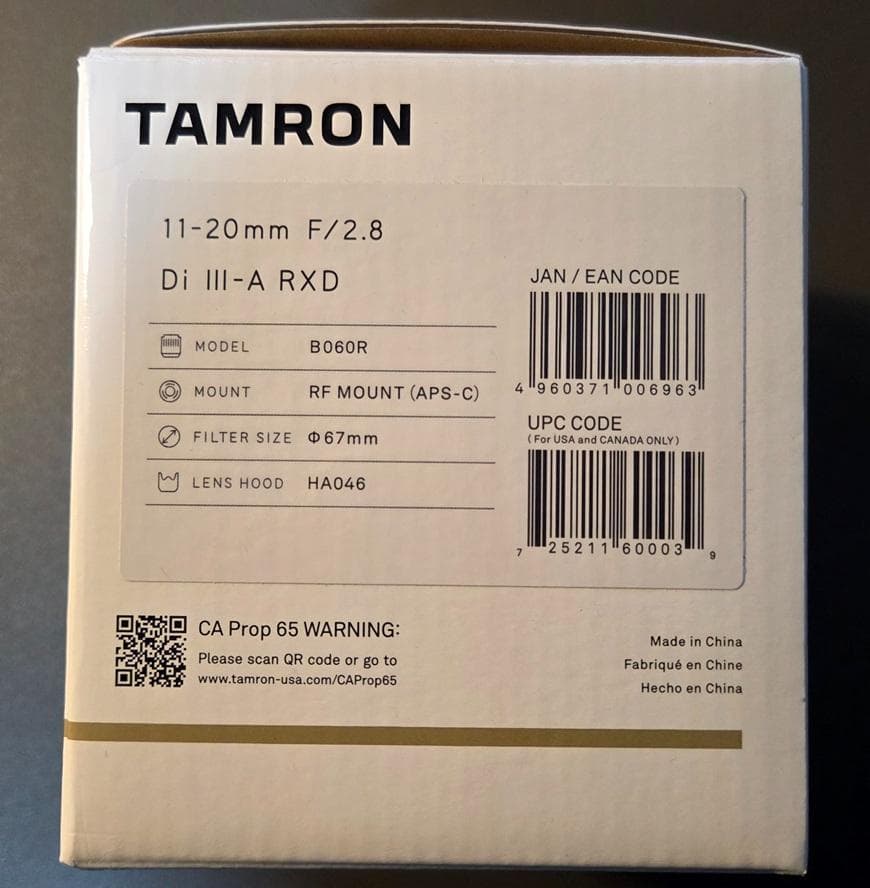 TAMRON
11-20mm F/2.8
Di III-A RXD
MODEL B060R
MOUNT RF MOUNT (APS-C)
FILTER SIZE Φ67mm
LENS HOOD HA046
JAN / EAN CODE
4 960371 006963
UPC CODE
(For USA and CANADA ONLY)
7 25211 60003 9
CA Prop 65 WARNING:
Please scan QR code or go to
www.tamron-usa.com/CAProp65
Made in China
Fabriqué en Chine
Hecho en China